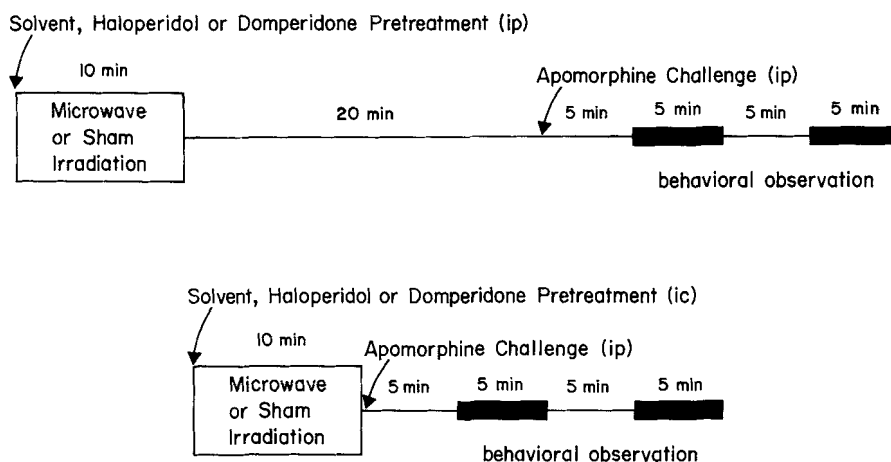 Solvent, Haloperidol or Domperidone Pretreatment (ip)
10 min
Microwave
or Sham
Irradiation
20 min
Apomorphine Challenge (ip)
5 min
5 min
5 min
5 min
behavioral observation
Solvent, Haloperidol or Domperidone Pretreatment (ic)
10 min
Microwave
or Sham
Irradiation
Apomorphine Challenge (ip)
5 min
5 min
5 min
5 min
behavioral observation